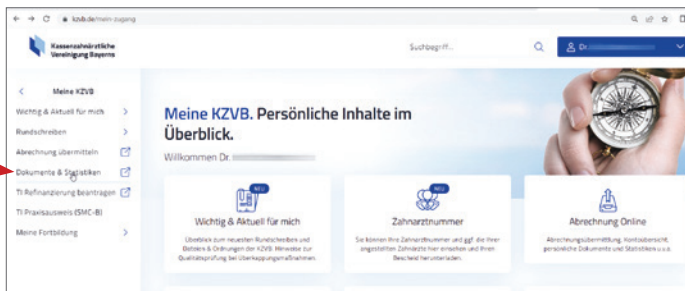 kzvb.de/mein-zugang
Kassenzahnärztliche
Vereinigung Bayerns
Suchbegriff...
Dr.
Meine KZVB
Wichtig & Aktuell für mich
Rundschreiben
Abrechnung übermitteln
Dokumente & Statistiken
TI Refinanzierung beantragen
TI Praxisausweis (SMC-B)
Meine Fortbildung
Meine KZVB. Persönliche Inhalte im
Überblick.
Willkommen Dr.
NEU
Wichtig & Aktuell für mich
Überblick zum neuesten Rundschreiben und
Gesetze & Ordnungen der KZVB. Hinweise zur
Qualitätsprüfung bei Überkappungsmaßnahmen.
NEU
Zahnarztnummer
Sie können Ihre Zahnarztnummer und ggf. die Ihrer
angestellten Zahnärzte hier einsehen und Ihren
Bescheid herunterladen.
Abrechnung Online
Abrechnungsübermittlung, Kontoübersicht,
persönliche Dokumente und Statistiken u.v.a.